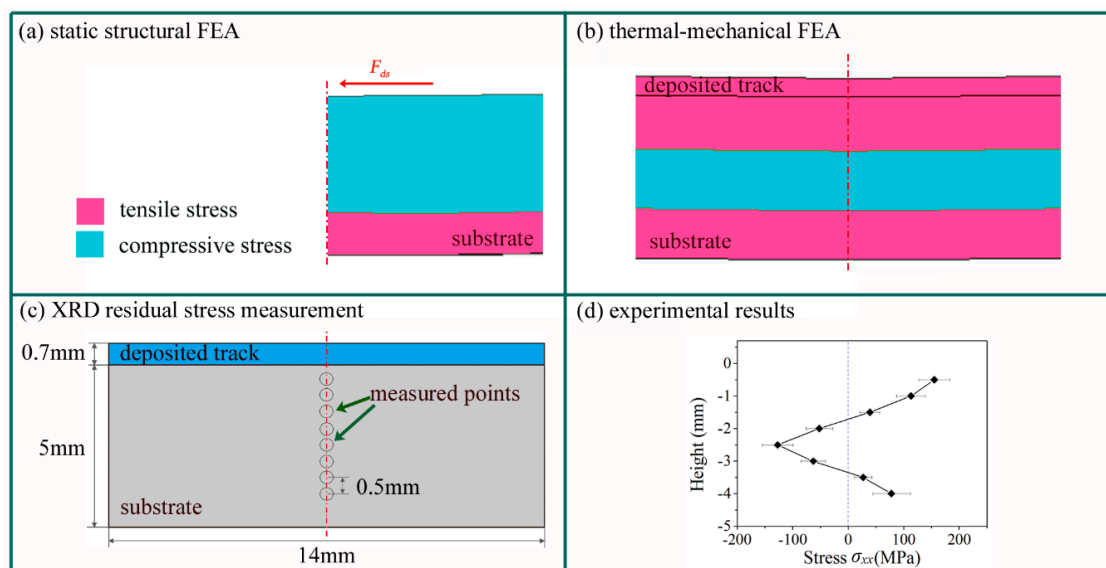 (a) static structural FEA
F_ds
tensile stress
compressive stress
substrate
(b) thermal-mechanical FEA
deposited track
substrate
(c) XRD residual stress measurement
0.7mm
deposited track
measured points
5mm
0.5mm
substrate
14mm
(d) experimental results
0
-1
-2
-3
-4
-5
Height (mm)
-200 -100 0 100 200
Stress σxx(MPa)